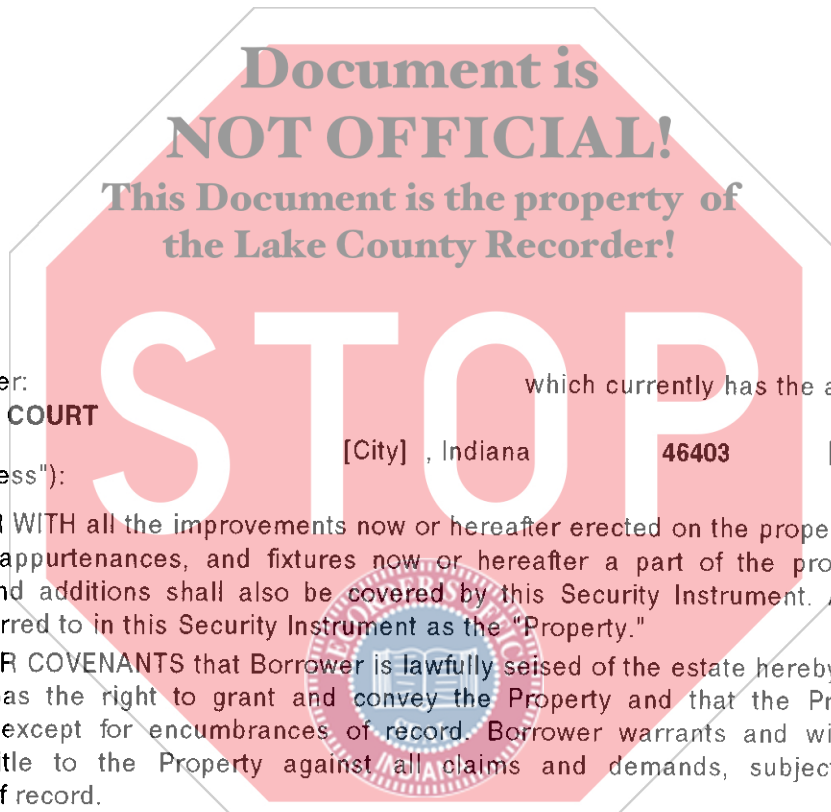 Document is
NOT OFFICIAL!
This Document is the property of
the Lake County Recorder!
STOP
er: which currently has the a
COURT
[City] , Indiana 46403 [
ess"):
WITH all the improvements now or hereafter erected on the prope
appurtenances, and fixtures now or hereafter a part of the pro
nd additions shall also be covered by this Security Instrument.
rred to in this Security Instrument as the "Property."
R COVENANTS that Borrower is lawfully seised of the estate hereby
as the right to grant and convey the Property and that the Pr
except for encumbrances of record. Borrower warrants and wi
tle to the Property against all claims and demands, subject
f record.
SEAL
INDIANA